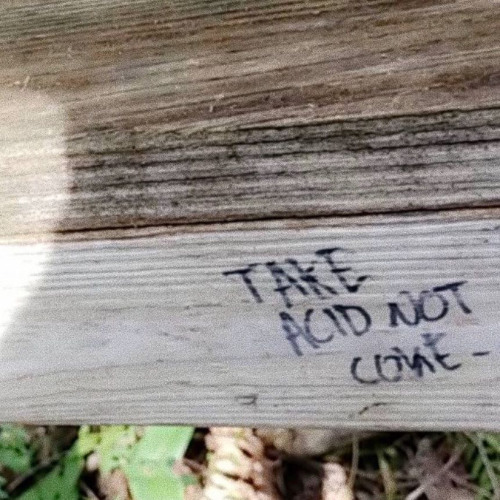 TAKE
ACID NOT
COKE -